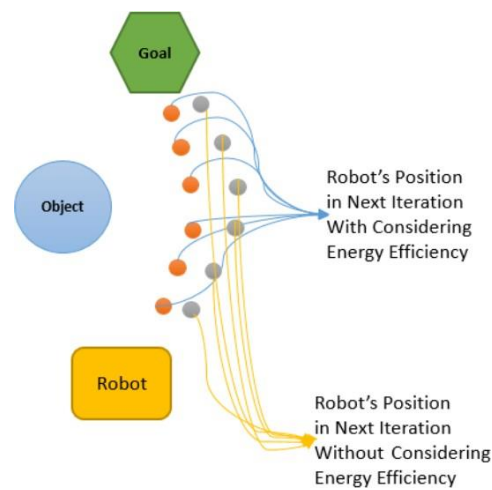 Goal
Object
Robot's Position
in Next Iteration
With Considering
Energy Efficiency
Robot
Robot's Position
in Next Iteration
Without Considering
Energy Efficiency